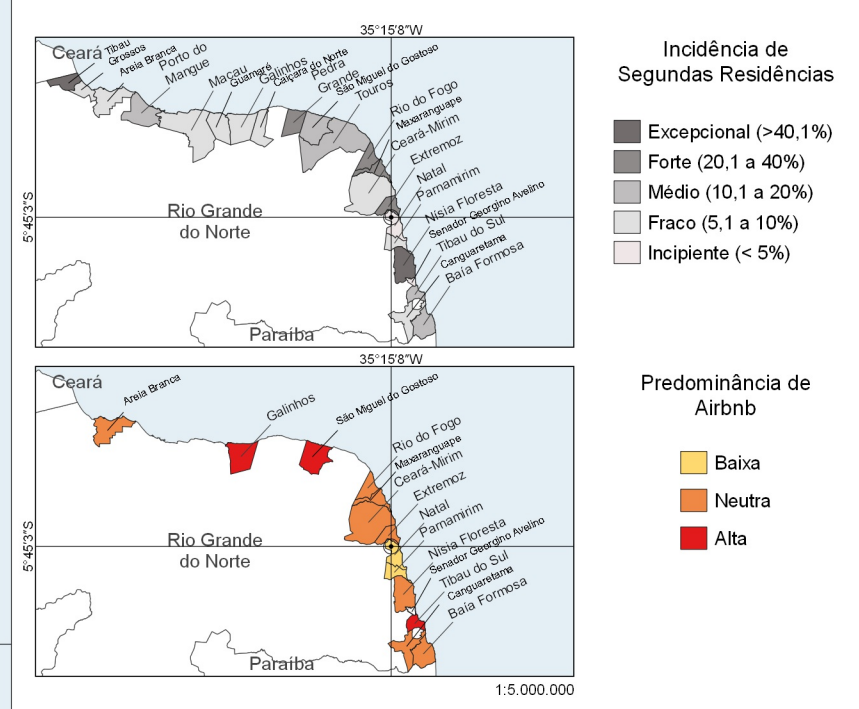 35°15'8"W
Ceará
Tibau
Grossos
Areia Branca
Porto do
Mangue
Macau
Guamaré
Galinhos
Caiçara do Norte
Pedra
Grande
São Miguel do Gostoso
Touros
Rio do Fogo
Maxaranguape
Ceará-Mirim
Extremoz
Natal
Parnamirim
Nísia Floresta
Senador Georgino Avelino
Tibau do Sul
Canguaretama
Baía Formosa
5°45'3"S
Rio Grande
do Norte
Paraíba
Incidência de
Segundas Residências
Excepcional (>40,1%)
Forte (20,1 a 40%)
Médio (10,1 a 20%)
Fraco (5,1 a 10%)
Incipiente (< 5%)
35°15'8"W
Ceará
Areia Branca
Galinhos
São Miguel do Gostoso
Rio do Fogo
Maxaranguape
Ceará-Mirim
Extremoz
Natal
Parnamirim
Nísia Floresta
Senador Georgino Avelino
Tibau do Sul
Canguaretama
Baía Formosa
5°45'3"S
Rio Grande
do Norte
Paraíba
Predominância de
Airbnb
Baixa
Neutra
Alta
1:5.000.000